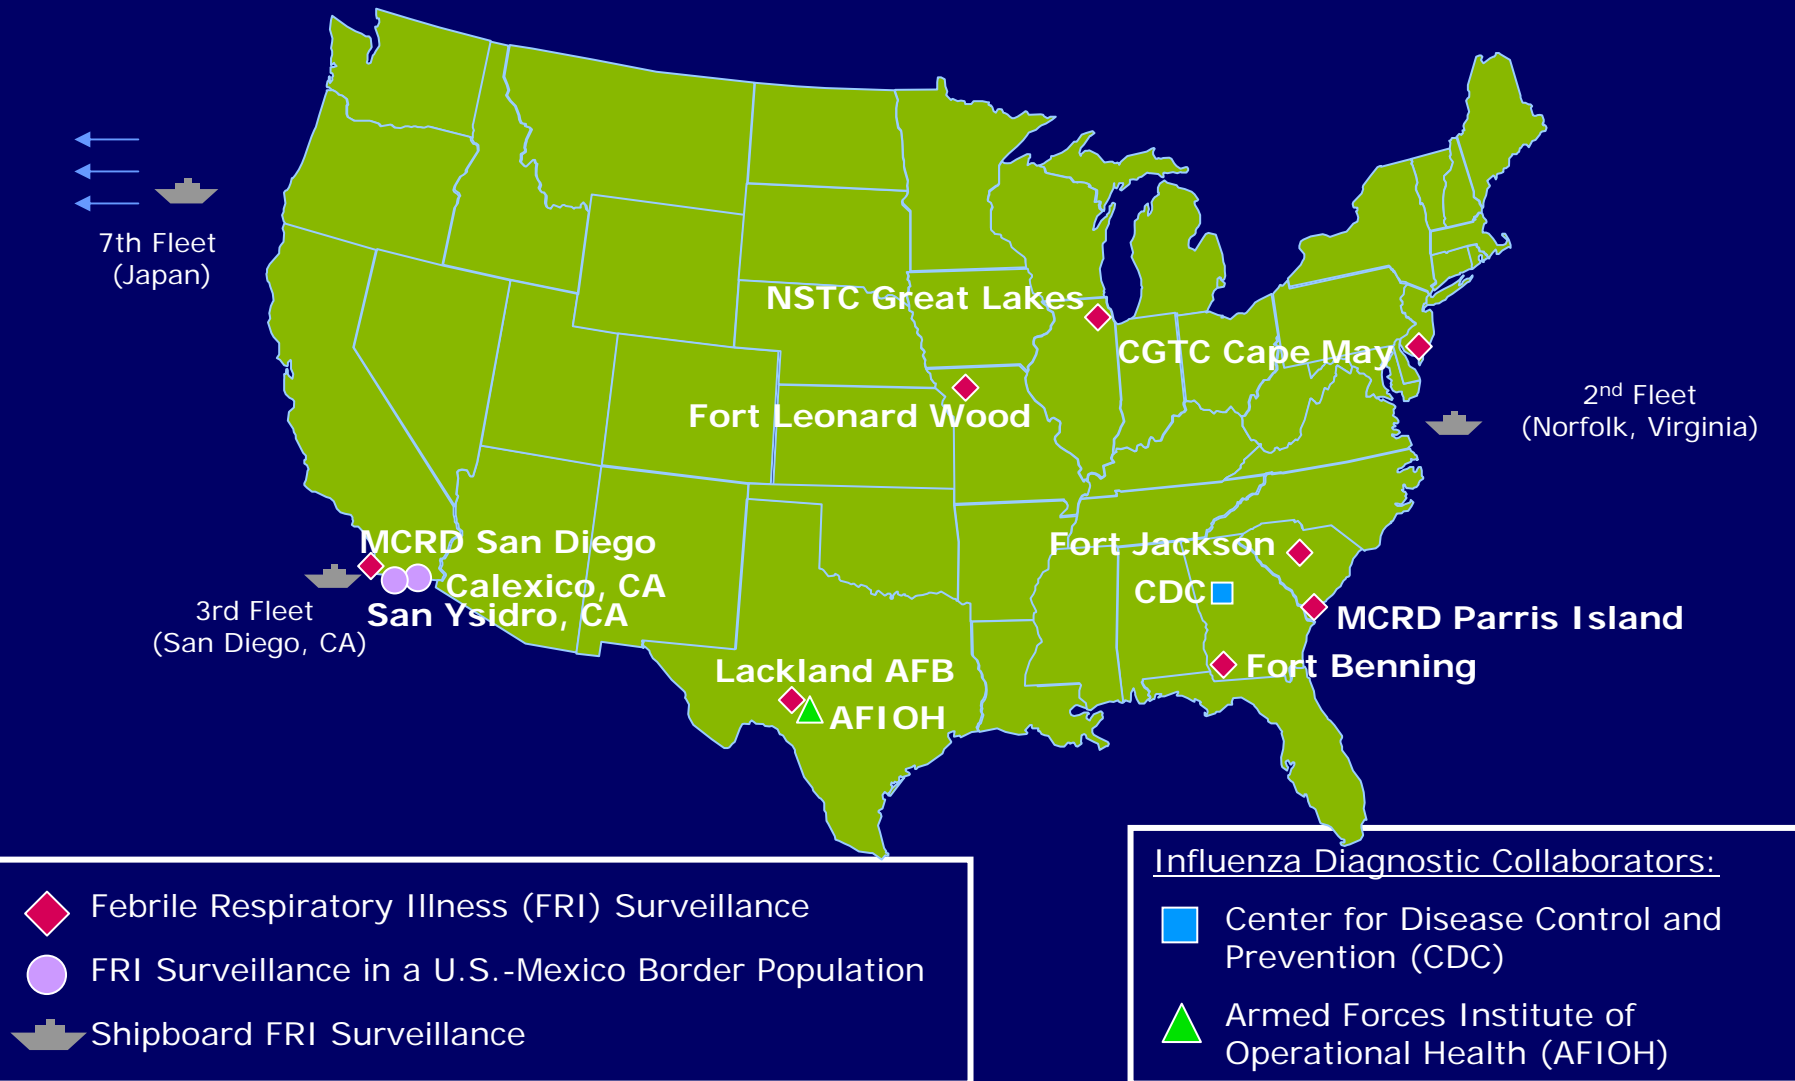 7th Fleet
(Japan)
NSTC Great Lakes
CGTC Cape May
Fort Leonard Wood
2nd Fleet
(Norfolk, Virginia)
MCRD San Diego
Calexico, CA
San Ysidro, CA
3rd Fleet
(San Diego, CA)
Fort Jackson
CDC
MCRD Parris Island
Fort Benning
Lackland AFB
AFIOH
Febrile Respiratory Illness (FRI) Surveillance
FRI Surveillance in a U.S.-Mexico Border Population
Shipboard FRI Surveillance
Influenza Diagnostic Collaborators:
Center for Disease Control and
Prevention (CDC)
Armed Forces Institute of
Operational Health (AFIOH)